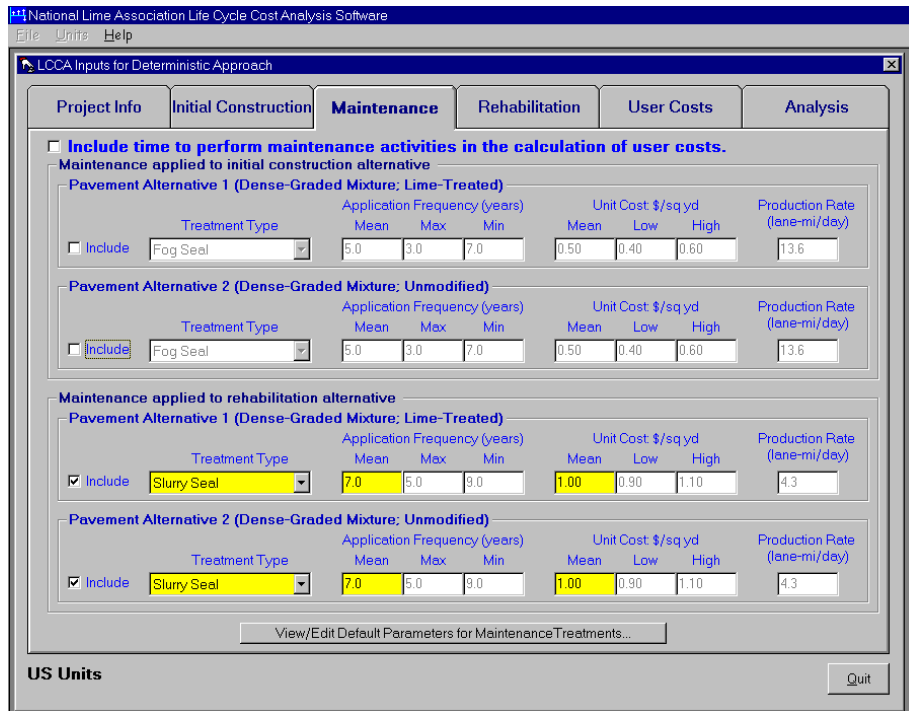 National Lime Association Life Cycle Cost Analysis Software
File Units Help
LCCA Inputs for Deterministic Approach
Project Info Initial Construction Maintenance Rehabilitation User Costs Analysis
Include time to perform maintenance activities in the calculation of user costs.
Maintenance applied to initial construction alternative
Pavement Alternative 1 (Dense-Graded Mixture; Lime-Treated)
Application Frequency (years) Unit Cost $/sq yd Production Rate
Treatment Type Mean Max Min Mean Low High (lane-mi/day)
Include Fog Seal 5.0 3.0 7.0 0.50 0.40 0.60 13.6
Pavement Alternative 2 (Dense-Graded Mixture; Unmodified)
Application Frequency (years) Unit Cost $/sq yd Production Rate
Treatment Type Mean Max Min Mean Low High (lane-mi/day)
Include Fog Seal 5.0 3.0 7.0 0.50 0.40 0.60 13.6
Maintenance applied to rehabilitation alternative
Pavement Alternative 1 (Dense-Graded Mixture; Lime-Treated)
Application Frequency (years) Unit Cost $/sq yd Production Rate
Treatment Type Mean Max Min Mean Low High (lane-mi/day)
Include Slurry Seal 7.0 5.0 9.0 1.00 0.90 1.10 4.3
Pavement Alternative 2 (Dense-Graded Mixture; Unmodified)
Application Frequency (years) Unit Cost $/sq yd Production Rate
Treatment Type Mean Max Min Mean Low High (lane-mi/day)
Include Slurry Seal 7.0 5.0 9.0 1.00 0.90 1.10 4.3
View/Edit Default Parameters for MaintenanceTreatments...
US Units Quit